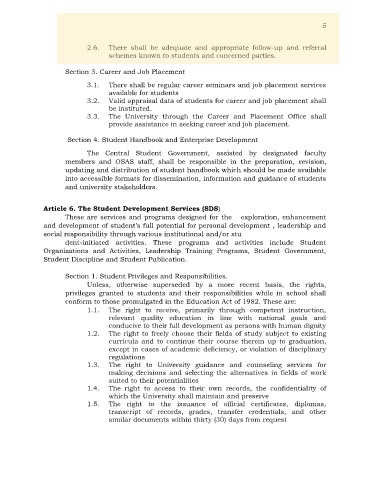 5
2.6. There shall be adequate and appropriate follow-up and referral
schemes known to students and concerned parties.
Section 3. Career and Job Placement
3.1. There shall be regular career seminars and job placement services
available for students
3.2. Valid appraisal data of students for career and job placement shall
be instituted.
3.3. The University through the Career and Placement Office shall
provide assistance in seeking career and job placement.
Section 4. Student Handbook and Enterprise Development
The Central Student Government, assisted by designated faculty
members and OSAS staff, shall be responsible in the preparation, revision,
updating and distribution of student handbook which should be made available
into accessible formats for dissemination, information and guidance of students
and university stakeholders.
Article 6. The Student Development Services (SDS)
These are services and programs designed for the exploration, enhancement
and development of student's full potential for personal development , leadership and
social responsibility through various institutional and/or stu
dent-initiated activities. These programs and activities include Student
Organizations and Activities, Leadership Training Programs, Student Government,
Student Discipline and Student Publication.
Section 1. Student Privileges and Responsibilities.
Unless, otherwise superseded by a more recent basis, the rights,
privileges granted to students and their responsibilities while in school shall
conform to those promulgated in the Education Act of 1982. These are:
1.1. The right to receive, primarily through competent instruction,
relevant quality education in line with national goals and
conducive to their full development as persons with human dignity
1.2. The right to freely choose their fields of study subject to existing
curricula and to continue their course therein up to graduation,
except in cases of academic deficiency, or violation of disciplinary
regulations
1.3. The right to University guidance and counseling services for
making decisions and selecting the alternatives in fields of work
suited to their potentialities
1.4. The right to access to their own records, the confidentiality of
which the University shall maintain and preserve
1.5. The right to the issuance of official certificates, diplomas,
transcript of records, grades, transfer credentials, and other
similar documents within thirty (30) days from request